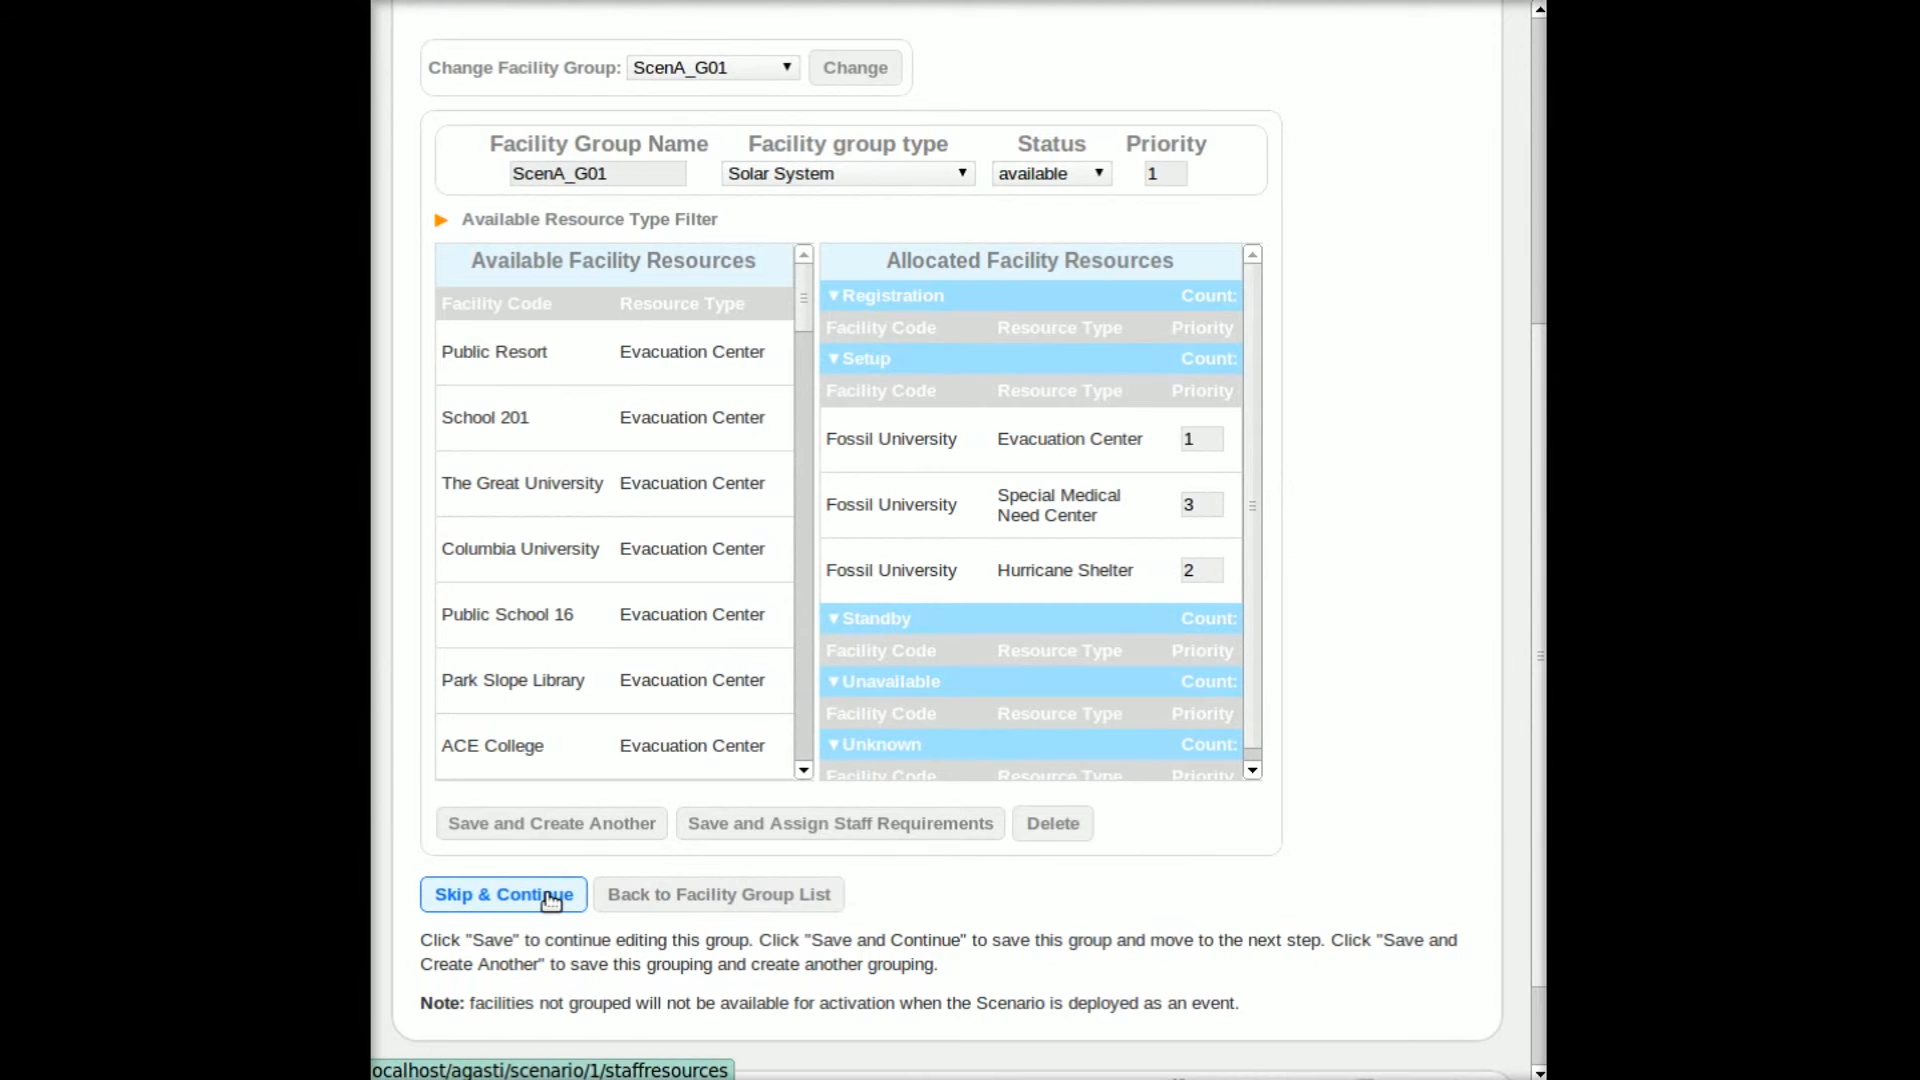 Change Facility Group: ScenA_G01 Change
Facility Group Name Facility group type Status Priority
ScenA_G01 Solar System available 1
Available Resource Type Filter
Available Facility Resources
Facility Code Resource Type
Public Resort Evacuation Center
School 201 Evacuation Center
The Great University Evacuation Center
Columbia University Evacuation Center
Public School 16 Evacuation Center
Park Slope Library Evacuation Center
ACE College Evacuation Center
Allocated Facility Resources
Registration Count:
Facility Code Resource Type Priority
Setup Count:
Facility Code Resource Type Priority
Fossil University Evacuation Center 1
Fossil University Special Medical
Need Center 3
Fossil University Hurricane Shelter 2
Standby Count:
Facility Code Resource Type Priority
Unavailable Count:
Facility Code Resource Type Priority
Unknown Count:
Facility Code Resource Type Priority
Save and Create Another Save and Assign Staff Requirements Delete
Skip & Continue Back to Facility Group List
Click "Save" to continue editing this group. Click "Save and Continue" to save this group and move to the next step. Click "Save and
Create Another" to save this grouping and create another grouping.
Note: facilities not grouped will not be available for activation when the Scenario is deployed as an event.
ocalhost/agasti/scenario/1/staffresources